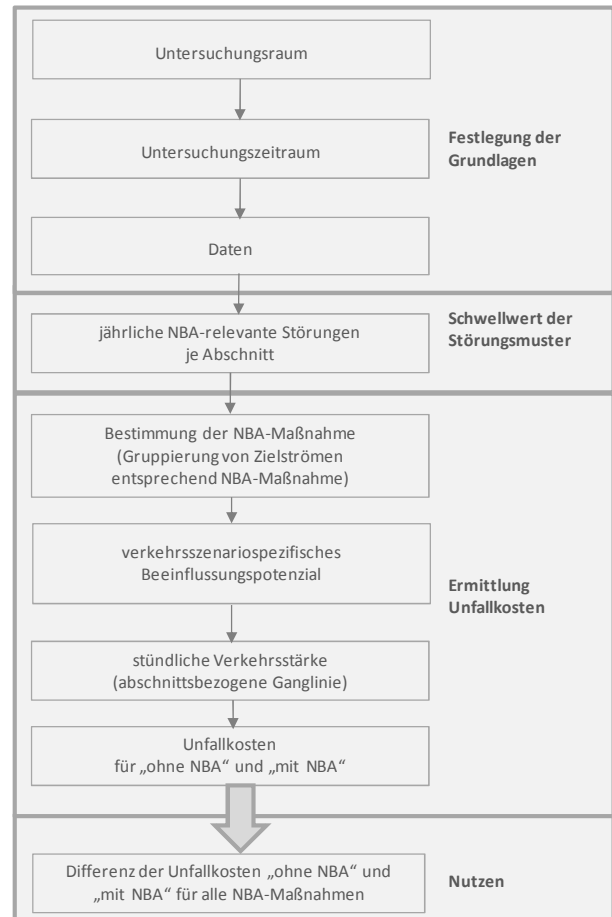 Untersuchungsraum
Untersuchungszeitraum
Daten
Festlegung der
Grundlagen
jährliche NBA-relevante Störungen
je Abschnitt
Schwellwert der
Störungsmuster
Bestimmung der NBA-Maßnahme
(Gruppierung von Zielströmen
entsprechend NBA-Maßnahme)
verkehrsszenariospezifisches
Beeinflussungspotenzial
stündliche Verkehrsstärke
(abschnittsbezogene Ganglinie)
Unfallkosten
für „ohne NBA“ und „mit NBA“
Ermittlung
Unfallkosten
Differenz der Unfallkosten „ohne NBA“ und
„mit NBA“ für alle NBA-Maßnahmen
Nutzen